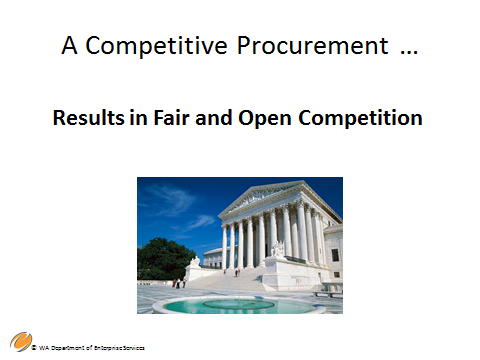 A Competitive Procurement …
Results in Fair and Open Competition
© WA Department of Enterprise Services